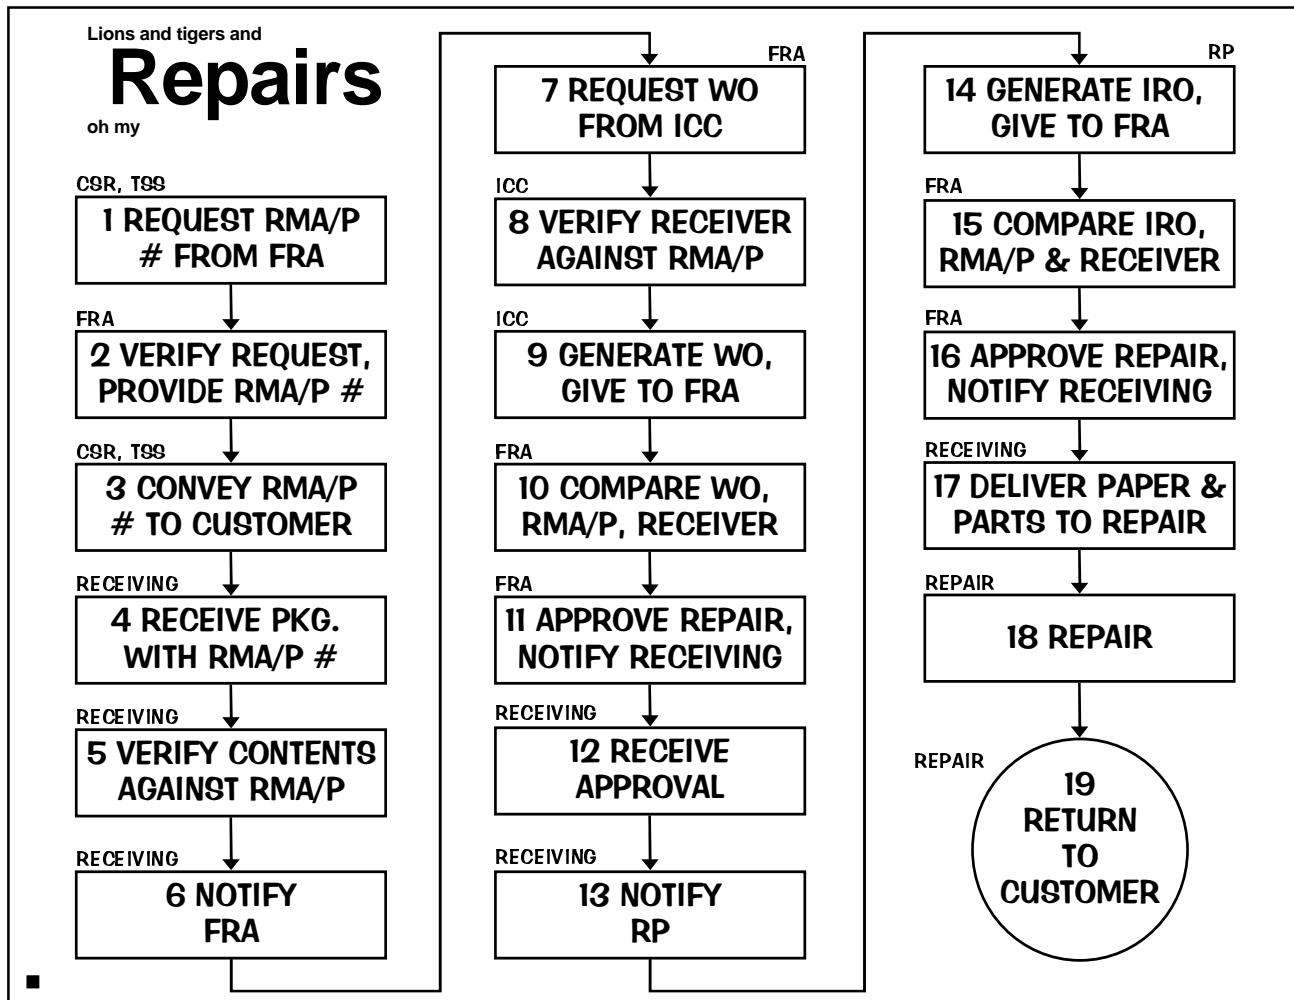 Lions and tigers and
Repairs
oh my
CSR, TSS
1 REQUEST RMA/P
# FROM FRA
FRA
2 VERIFY REQUEST,
PROVIDE RMA/P #
CSR, TSS
3 CONVEY RMA/P
# TO CUSTOMER
RECEIVING
4 RECEIVE PKG.
WITH RMA/P #
RECEIVING
5 VERIFY CONTENTS
AGAINST RMA/P
RECEIVING
6 NOTIFY
FRA
FRA
7 REQUEST WO
FROM ICC
ICC
8 VERIFY RECEIVER
AGAINST RMA/P
ICC
9 GENERATE WO,
GIVE TO FRA
FRA
10 COMPARE WO,
RMA/P, RECEIVER
FRA
11 APPROVE REPAIR,
NOTIFY RECEIVING
RECEIVING
12 RECEIVE
APPROVAL
RECEIVING
13 NOTIFY
RP
RP
14 GENERATE IRO,
GIVE TO FRA
FRA
15 COMPARE IRO,
RMA/P & RECEIVER
FRA
16 APPROVE REPAIR,
NOTIFY RECEIVING
RECEIVING
17 DELIVER PAPER &
PARTS TO REPAIR
REPAIR
18 REPAIR
REPAIR
19
RETURN
TO
CUSTOMER